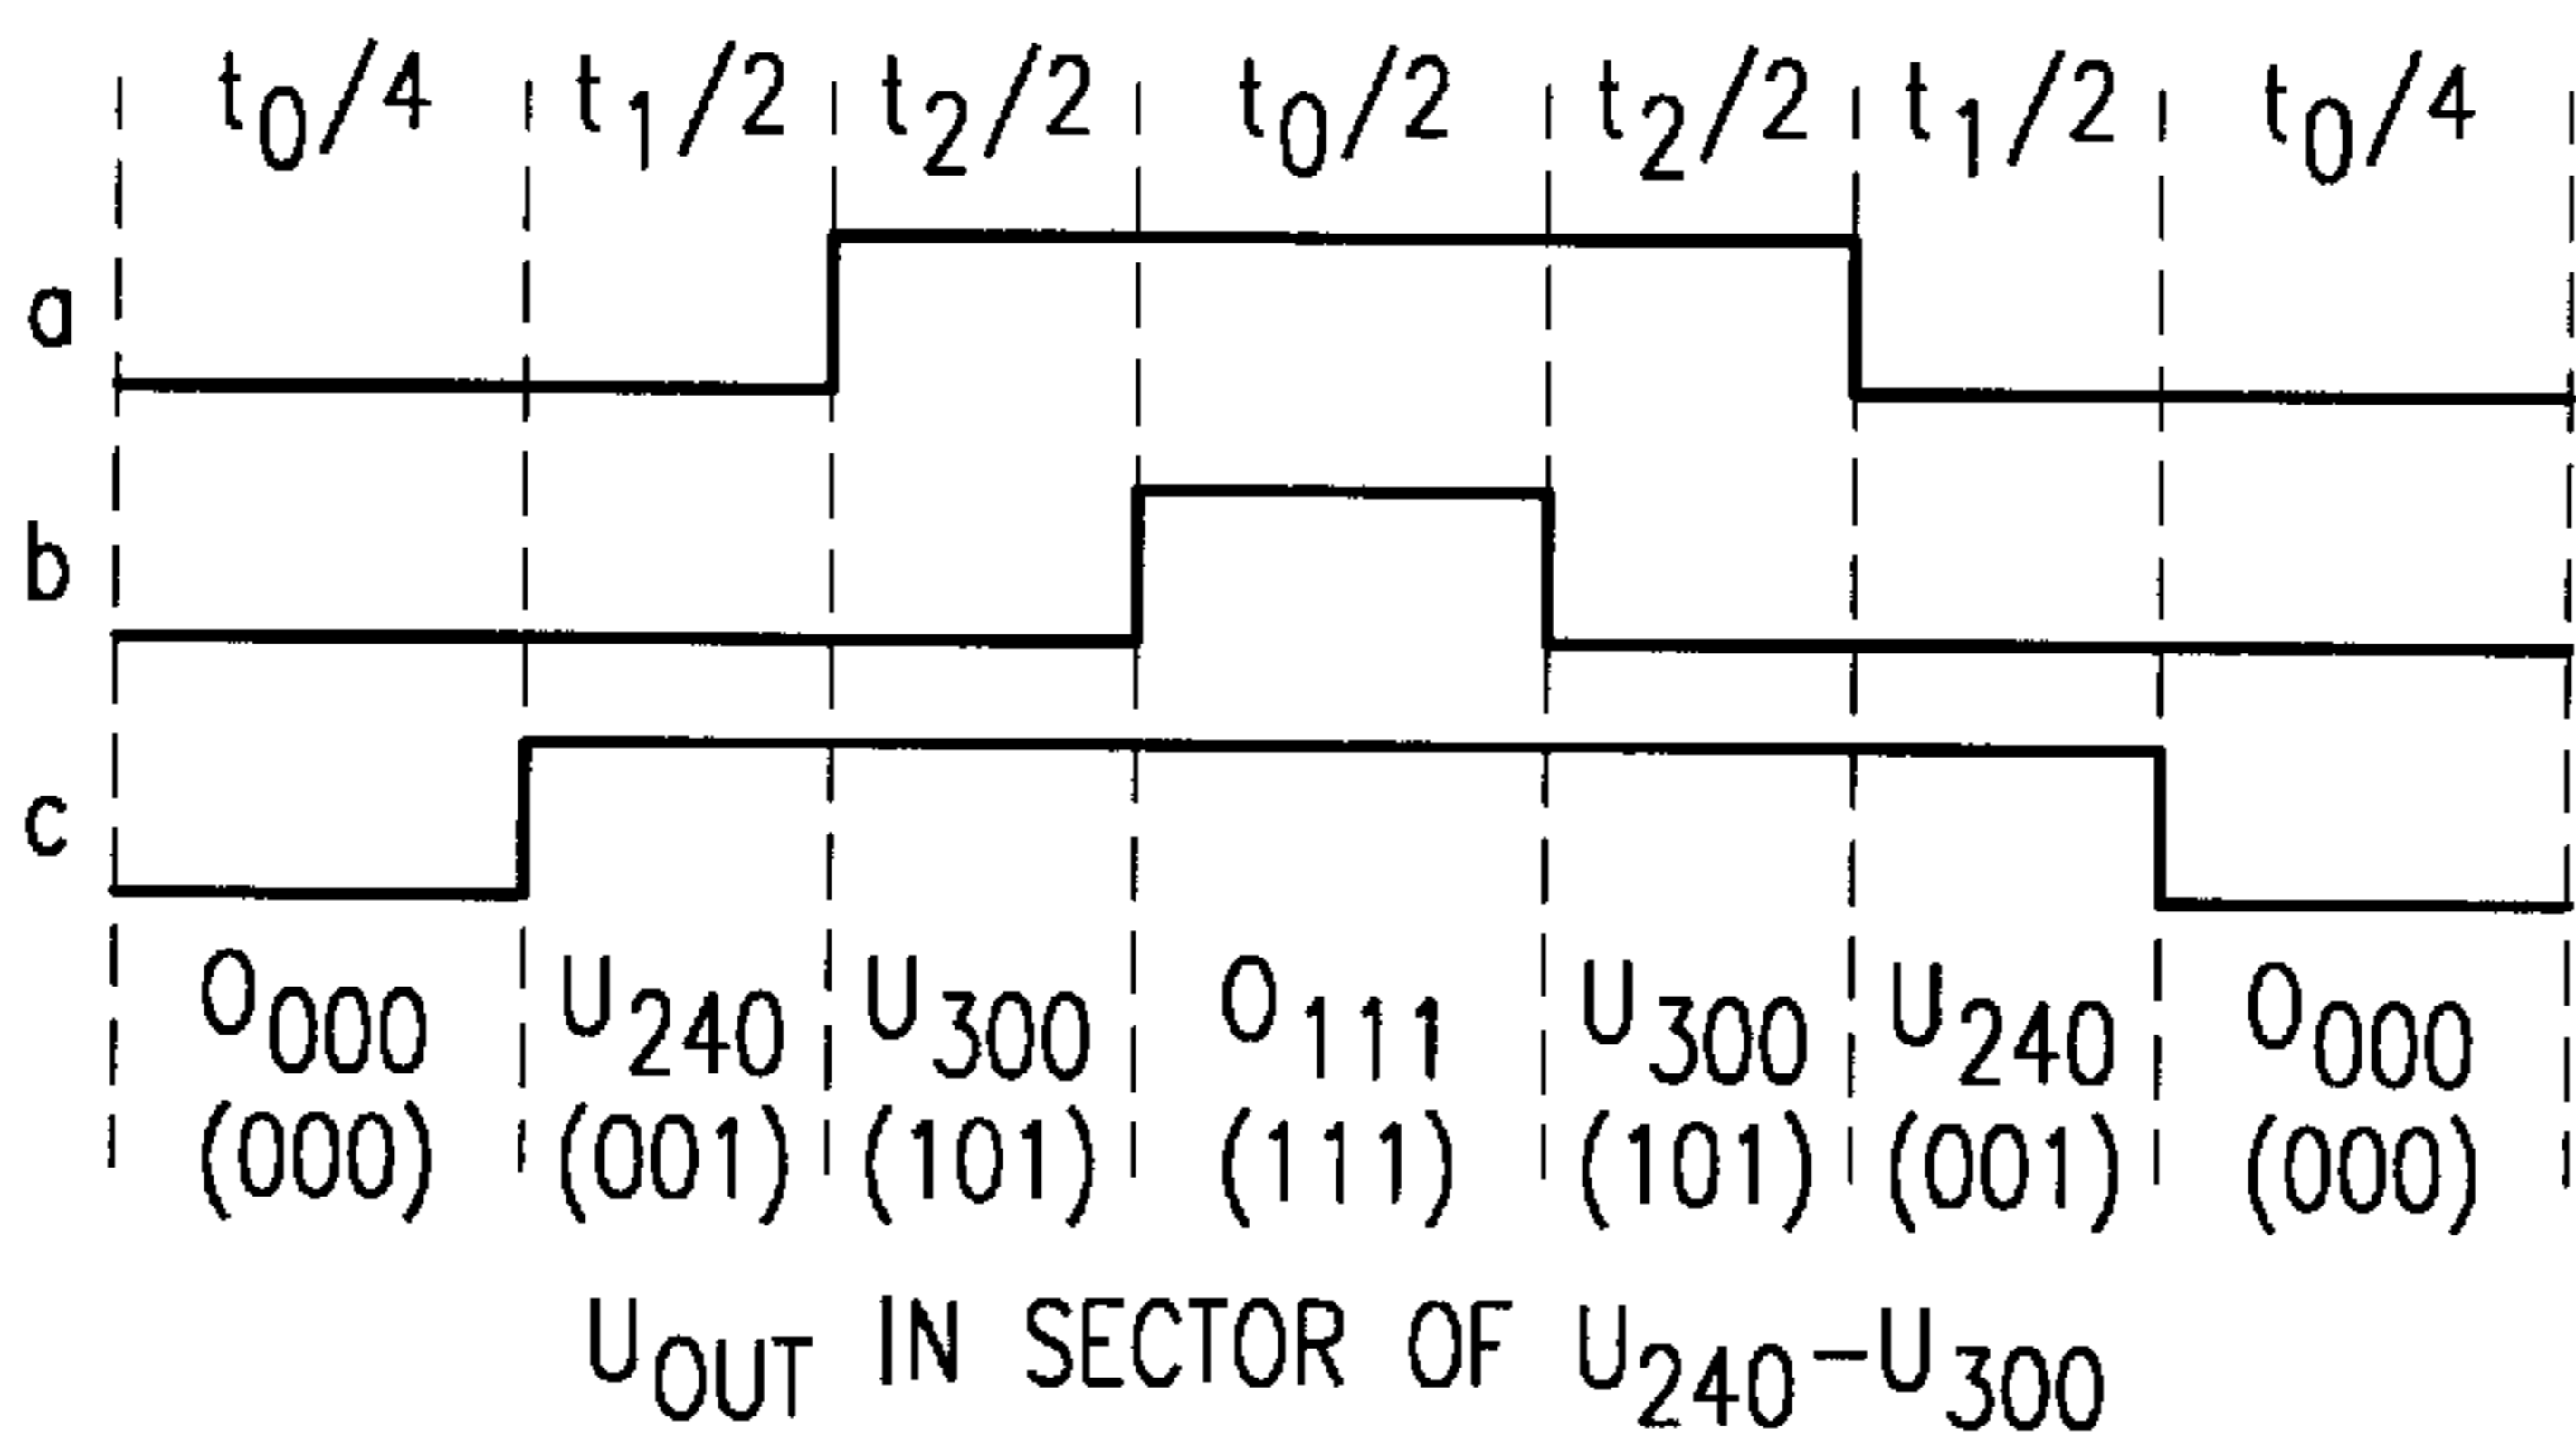 t0/4 t1/2 t2/2 t0/2 t2/2 t1/2 t0/4
a
b
c
O000 U240 U300 O111 U300 U240 O000
(000) (001) (101) (111) (101) (001) (000)
UOUT IN SECTOR OF U240-U300